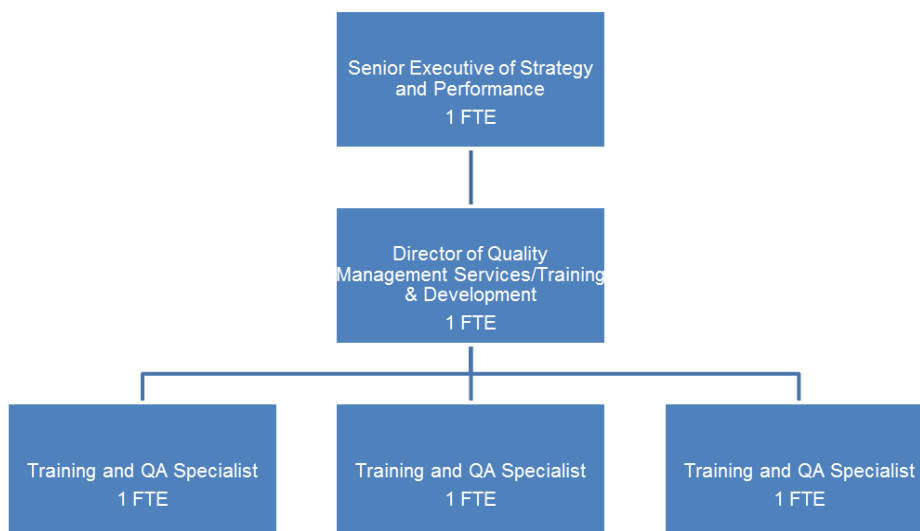 Senior Executive of Strategy
and Performance
1 FTE
Director of Quality
Management Services/Training
& Development
1 FTE
Training and QA Specialist
1 FTE
Training and QA Specialist
1 FTE
Training and QA Specialist
1 FTE